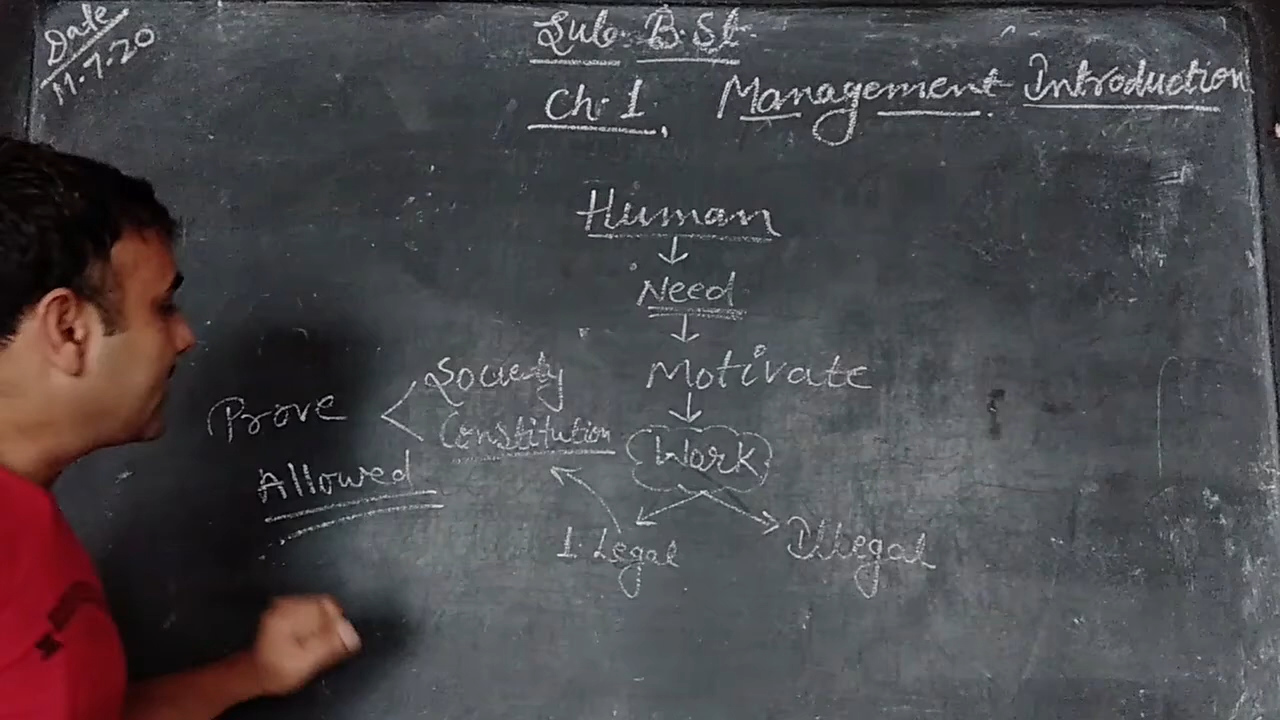 Date
11.7.20
Sub. B.St.
Ch. 1. Management Introduction
Human
Need
Motivate
Society
Prove
Constitution
Work
Allowed
1. Legal
Illegal